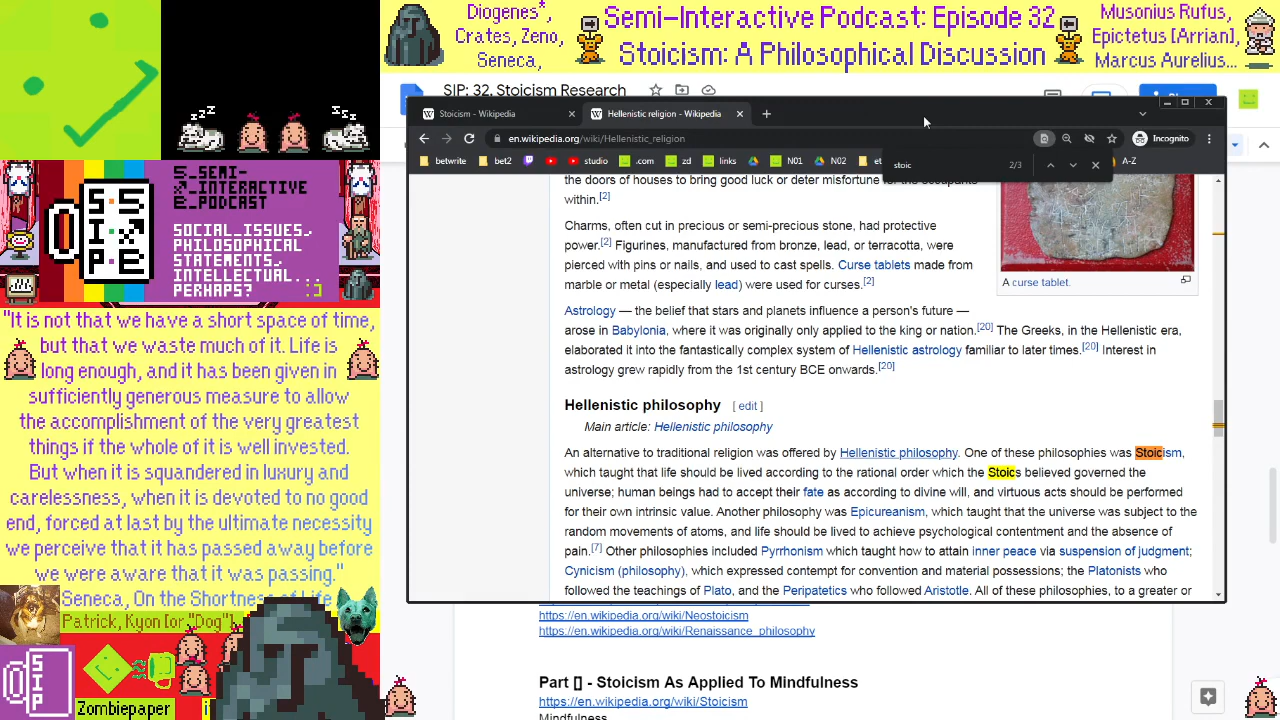 Diogenes*,
Crates, Zeno,
Seneca,
Semi-Interactive Podcast: Episode 32
Stoicism: A Philosophical Discussion
Musonius Rufus,
Epictetus [Arrian],
Marcus Aurelius...
SIP: 32, Stoicism Research
Stoicism - Wikipedia
Hellenistic religion - Wikipedia
en.wikipedia.org/wiki/Hellenistic_religion
Incognito
betwrite
bet2
studio
.com
zd
links
N01
N02
et
A-Z
stoic
2/3
the doors of houses to bring good luck or deter misfortune for the occupants
within.[2]
Charms, often cut in precious or semi-precious stone, had protective
power.[2] Figurines, manufactured from bronze, lead, or terracotta, were
pierced with pins or nails, and used to cast spells. Curse tablets made from
marble or metal (especially lead) were used for curses.[2]
A curse tablet.
Astrology — the belief that stars and planets influence a person's future —
arose in Babylonia, where it was originally only applied to the king or nation.[20] The Greeks, in the Hellenistic era,
elaborated it into the fantastically complex system of Hellenistic astrology familiar to later times.[20] Interest in
astrology grew rapidly from the 1st century BCE onwards.[20]
Hellenistic philosophy [ edit ]
Main article: Hellenistic philosophy
An alternative to traditional religion was offered by Hellenistic philosophy. One of these philosophies was Stoicism,
which taught that life should be lived according to the rational order which the Stoics believed governed the
universe; human beings had to accept their fate as according to divine will, and virtuous acts should be performed
for their own intrinsic value. Another philosophy was Epicureanism, which taught that the universe was subject to the
random movements of atoms, and life should be lived to achieve psychological contentment and the absence of
pain.[7] Other philosophies included Pyrrhonism which taught how to attain inner peace via suspension of judgment;
Cynicism (philosophy), which expressed contempt for convention and material possessions; the Platonists who
followed the teachings of Plato, and the Peripatetics who followed Aristotle. All of these philosophies, to a greater or
https://en.wikipedia.org/wiki/Neostoicism
https://en.wikipedia.org/wiki/Renaissance_philosophy
Part [] - Stoicism As Applied To Mindfulness
https://en.wikipedia.org/wiki/Stoicism
Mindfulness
zzZ
zzZ
S_SEMI-
I_INTERACTIVE
P_PODCAST
SOCIAL_ISSUES,
PHILOSOPHICAL
STATEMENTS,
INTELLECTUAL...
PERHAPS? :J
"It is not that we have a short space of time,
but that we waste much of it. Life is
long enough, and it has been given in
sufficiently generous measure to allow
the accomplishment of the very greatest
things if the whole of it is well invested.
But when it is squandered in luxury and
carelessness, when it is devoted to no good
end, forced at last by the ultimate necessity
we perceive that it has passed away before
we were aware that it was passing."
Seneca, On the Shortness of Life
Patrick, Kyon [or "Dog"],
SIP
Zombiepaper